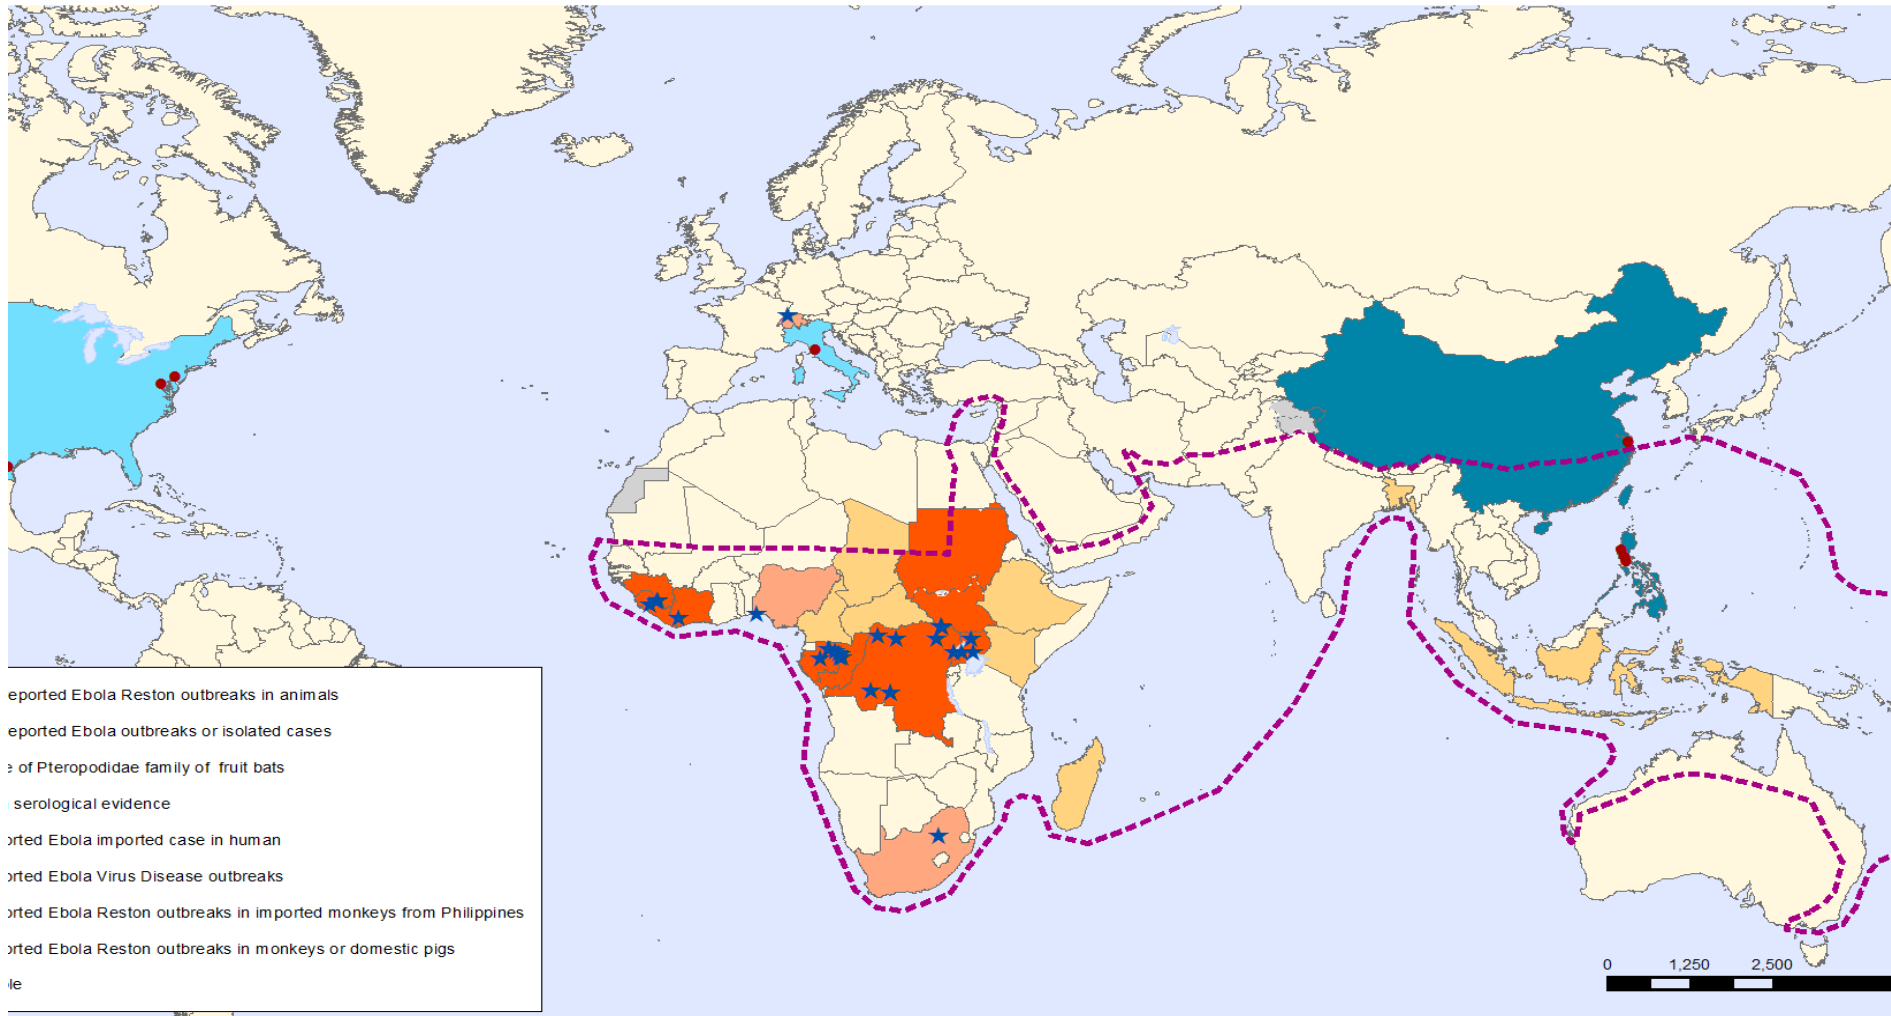 reported Ebola Reston outbreaks in animals
reported Ebola outbreaks or isolated cases
e of Pteropodidae family of fruit bats
serological evidence
orted Ebola imported case in human
orted Ebola Virus Disease outbreaks
orted Ebola Reston outbreaks in imported monkeys from Philippines
orted Ebola Reston outbreaks in monkeys or domestic pigs
le
0 1,250 2,500